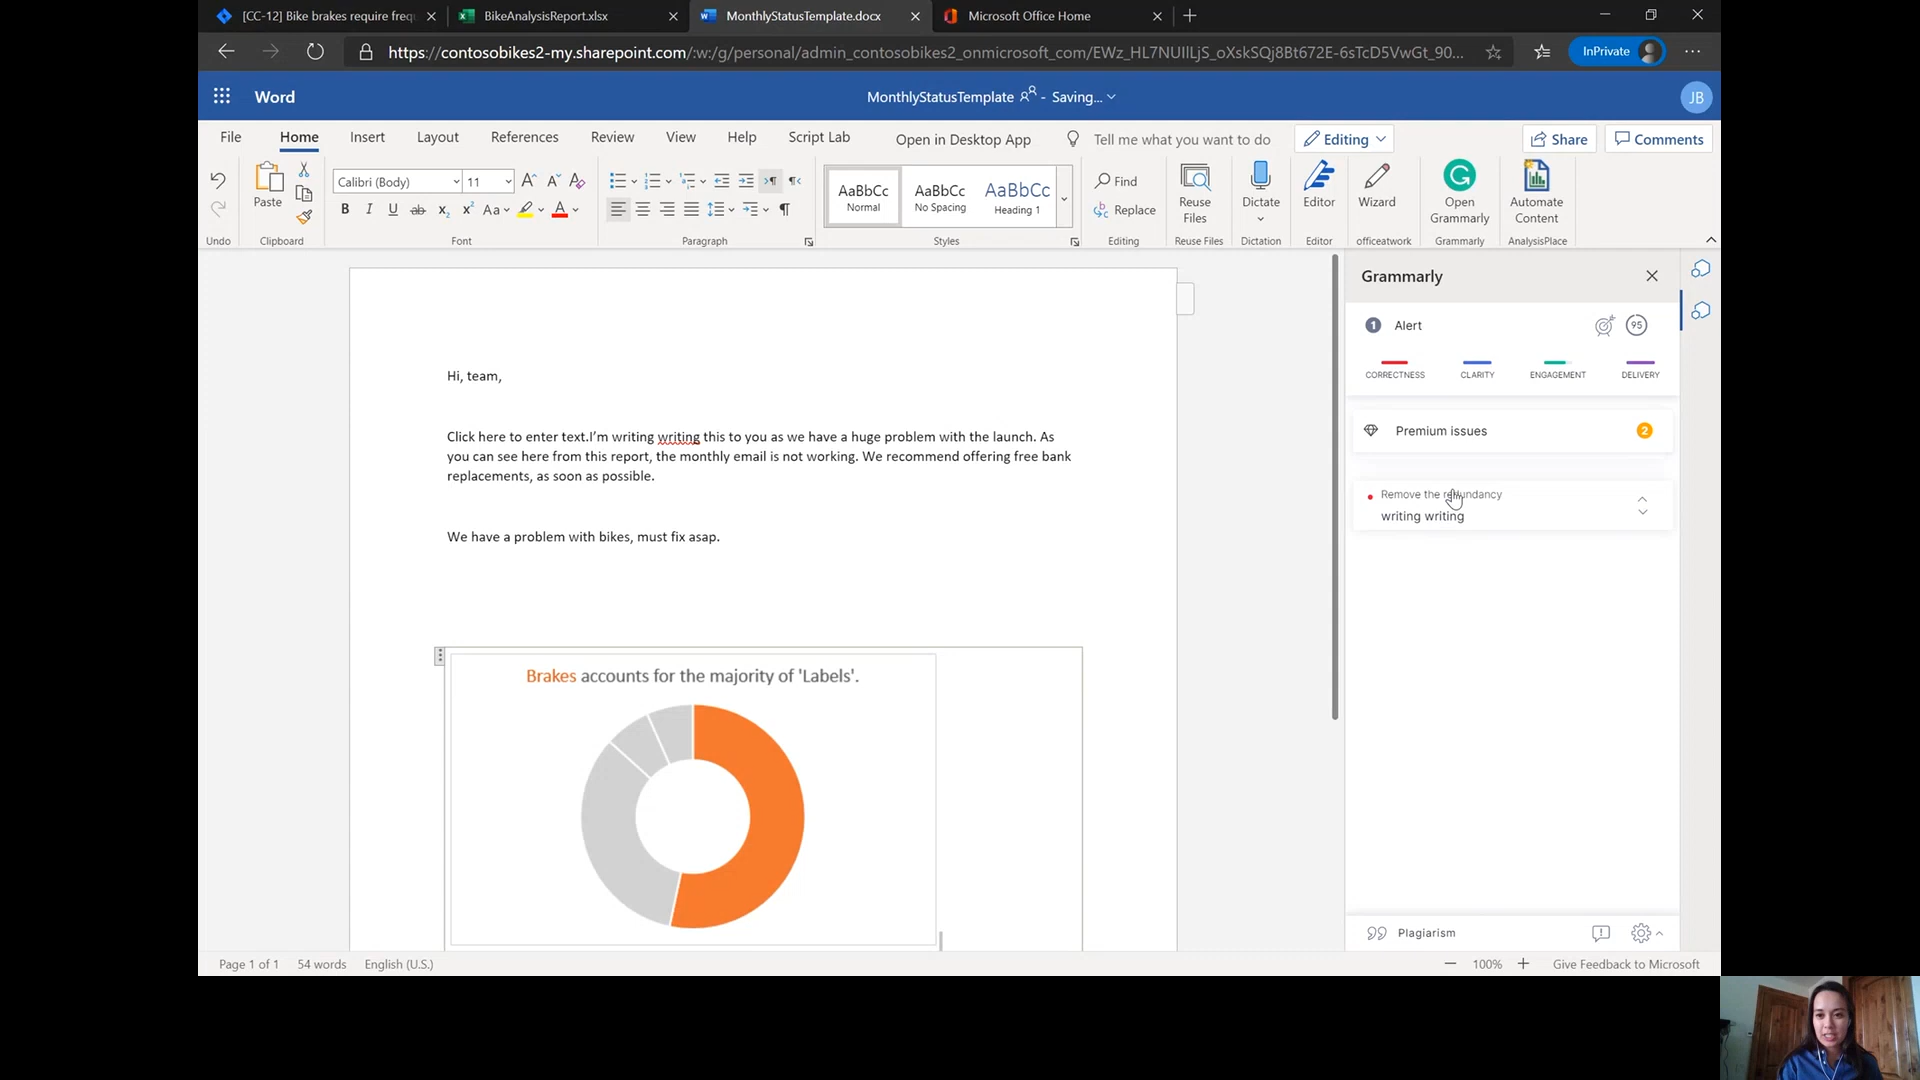 [CC-12] Bike brakes require freq
BikeAnalysisReport.xlsx
MonthlyStatusTemplate.docx
Microsoft Office Home
https://contosobikes2-my.sharepoint.com/:w:/g/personal/admin_contosobikes2_onmicrosoft_com/EWz_HL7NUIlLjS_oXskSQj8Bt672E-6sTcD5VwGt_90...
InPrivate
Word
MonthlyStatusTemplate - Saving...
JB
File Home Insert Layout References Review View Help Script Lab Open in Desktop App Tell me what you want to do Editing Share Comments
Paste
Calibri (Body) 11
AaBbCc AaBbCc AaBbCc
Normal No Spacing Heading 1
Find
Replace
Reuse Files
Dictate
Editor
Wizard
Open Grammarly
Automate Content
Undo Clipboard Font Paragraph Styles Editing Reuse Files Dictation Editor officeatwork Grammarly AnalysisPlace
Hi, team,
Click here to enter text.I'm writing writing this to you as we have a huge problem with the launch. As
you can see here from this report, the monthly email is not working. We recommend offering free bank
replacements, as soon as possible.
We have a problem with bikes, must fix asap.
Brakes accounts for the majority of 'Labels'.
Grammarly
1 Alert 95
CORRECTNESS CLARITY ENGAGEMENT DELIVERY
Premium issues 2
Remove the redundancy
writing writing
Plagiarism
Page 1 of 1 54 words English (U.S.) 100% Give Feedback to Microsoft